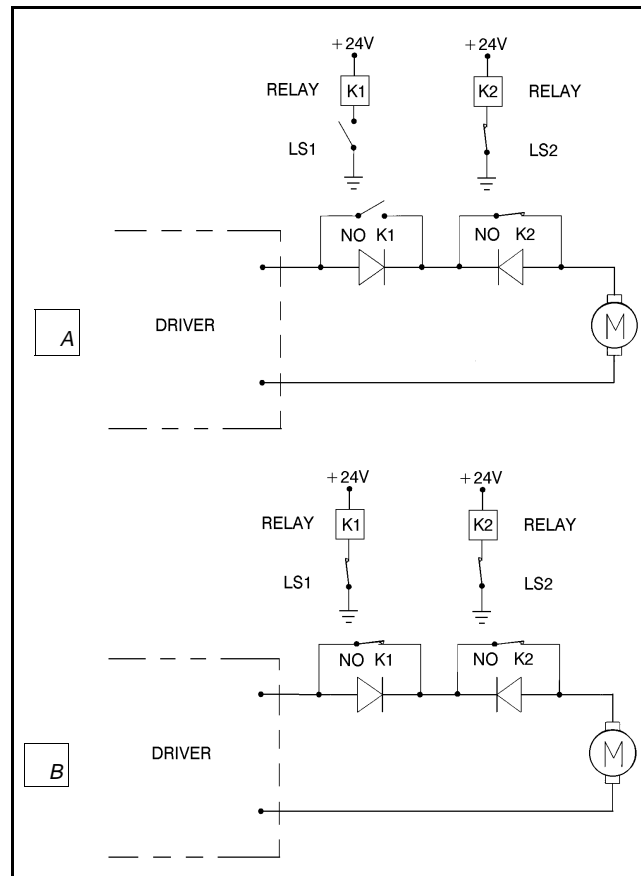 +24V +24V
RELAY K1 K2 RELAY
LS1 LS2
NO K1 NO K2
A DRIVER M
+24V +24V
RELAY K1 K2 RELAY
LS1 LS2
NO K1 NO K2
B DRIVER M